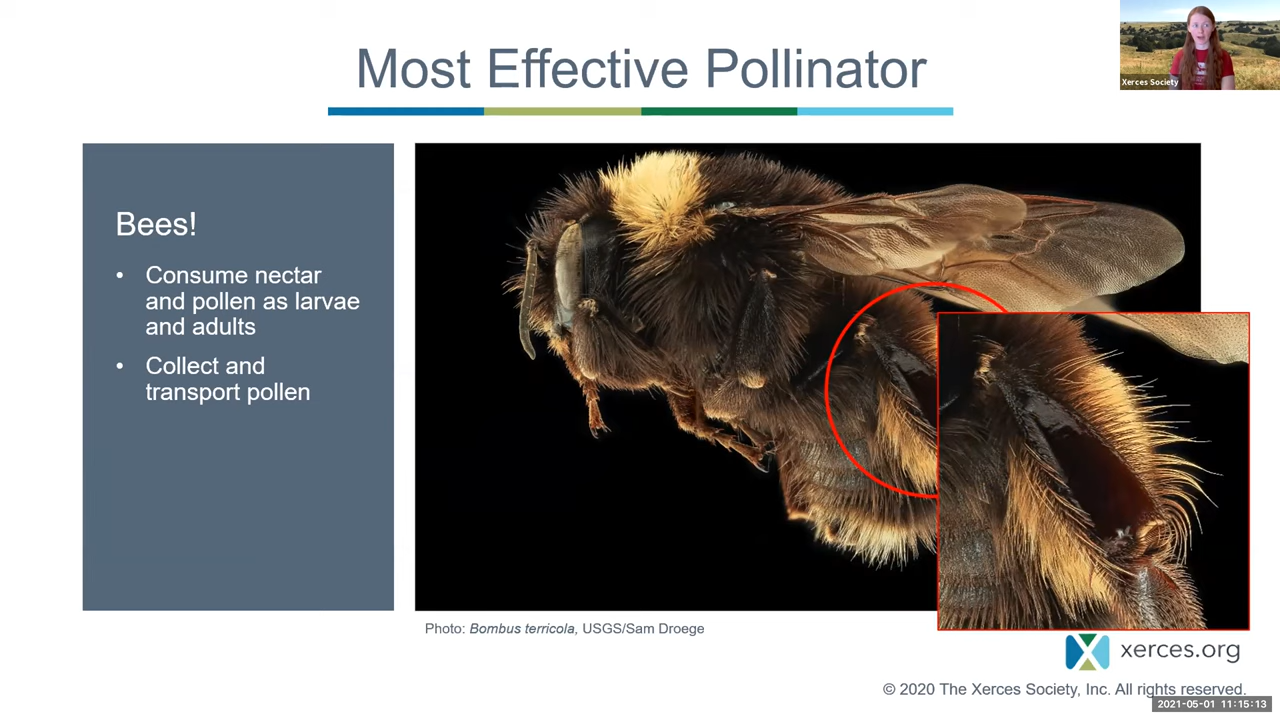 Most Effective Pollinator
Xerces Society
Bees!
• Consume nectar
and pollen as larvae
and adults
• Collect and
transport pollen
Photo: Bombus terricola, USGS/Sam Droege
xerces.org
© 2020 The Xerces Society, Inc. All rights reserved.
2021-05-01 11:15:13